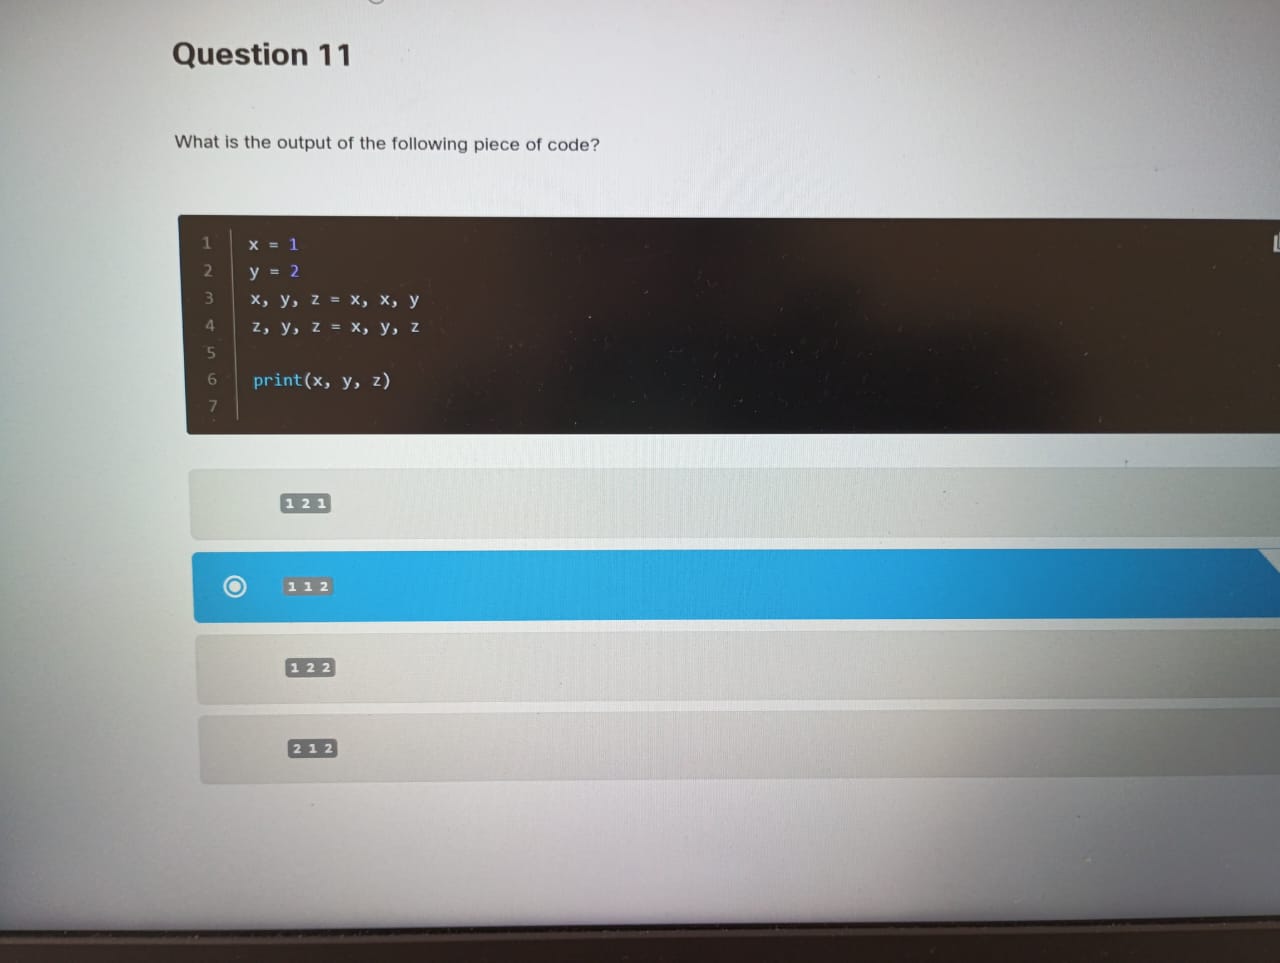 Question 11
What is the output of the following piece of code?
1 x = 1
2 y = 2
3 x, y, z = x, x, y
4 z, y, z = x, y, z
5
6 print(x, y, z)
7
1 2 1
1 1 2
1 2 2
2 1 2